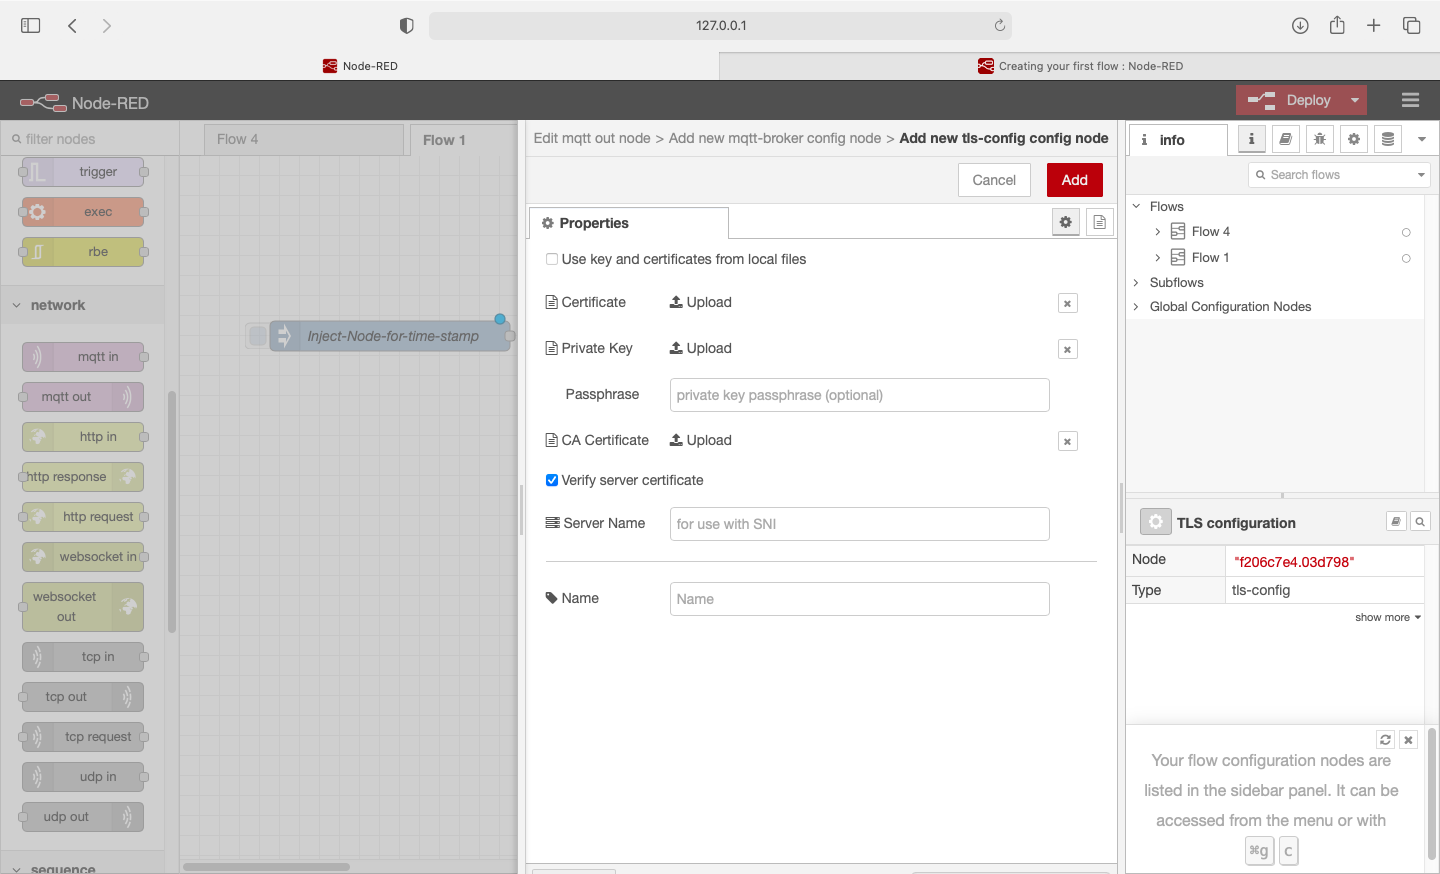 127.0.0.1
Node-RED
Creating your first flow : Node-RED
Node-RED
Deploy
filter nodes
Flow 4
Flow 1
trigger
exec
rbe
network
mqtt in
mqtt out
http in
http response
http request
websocket in
websocket
out
tcp in
tcp out
tcp request
udp in
udp out
sequence
Inject-Node-for-time-stamp
Edit mqtt out node > Add new mqtt-broker config node > Add new tls-config config node
Cancel
Add
Properties
Use key and certificates from local files
Certificate Upload
Private Key Upload
Passphrase private key passphrase (optional)
CA Certificate Upload
Verify server certificate
Server Name for use with SNI
Name Name
i info
i
Search flows
Flows
Flow 4
Flow 1
Subflows
Global Configuration Nodes
TLS configuration
Node "f206c7e4.03d798"
Type tls-config
show more
Your flow configuration nodes are
listed in the sidebar panel. It can be
accessed from the menu or with
⌘g c